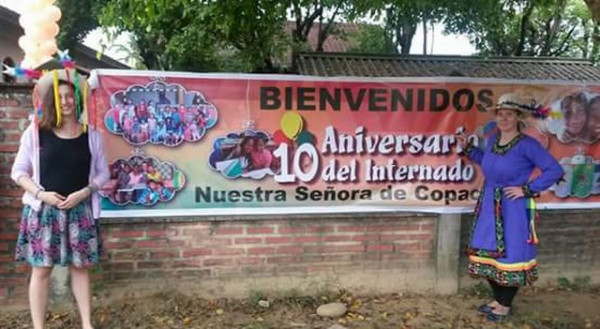 BIENVENIDOS
10 Aniversario
del Internado
Nuestra Señora de